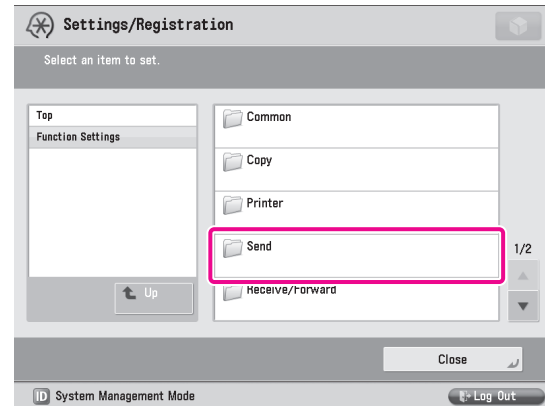 Settings/Registration
Select an item to set.
Top
Function Settings
Common
Copy
Printer
Send
Receive/Forward
1/2
Up
Close
ID System Management Mode
Log Out